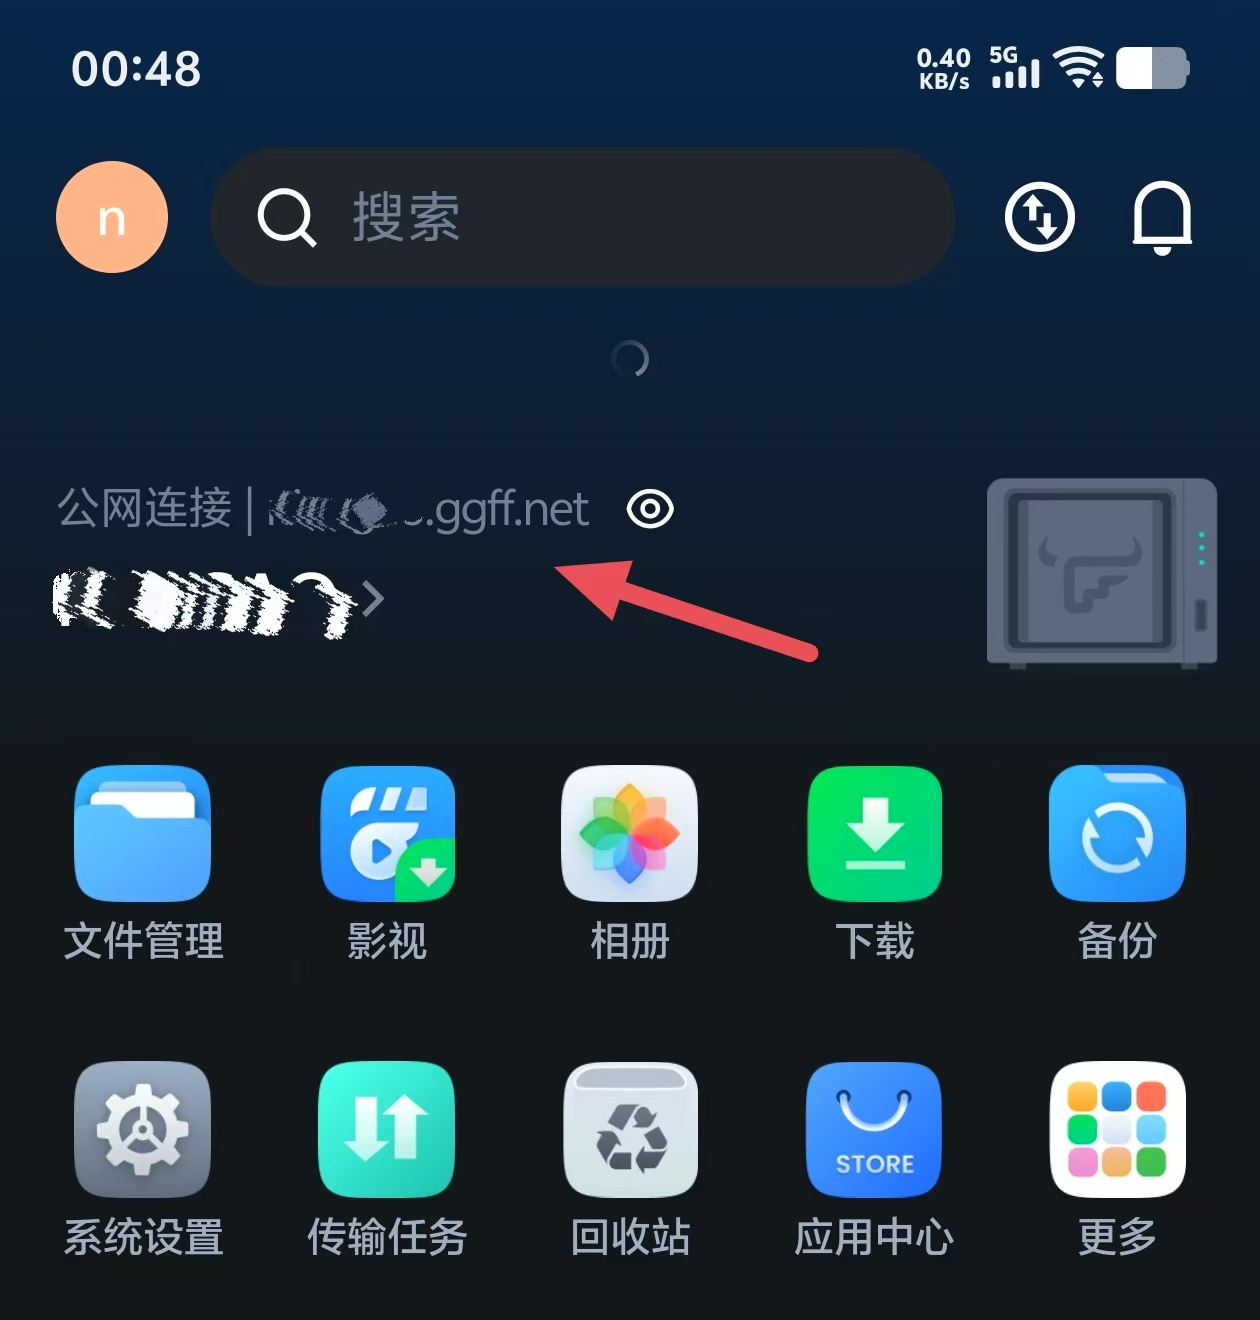 00:48
0.40 KB/s 5G
n
搜索
公网连接 | .ggff.net
文件管理 影视 相册 下载 备份
STORE
系统设置 传输任务 回收站 应用中心 更多